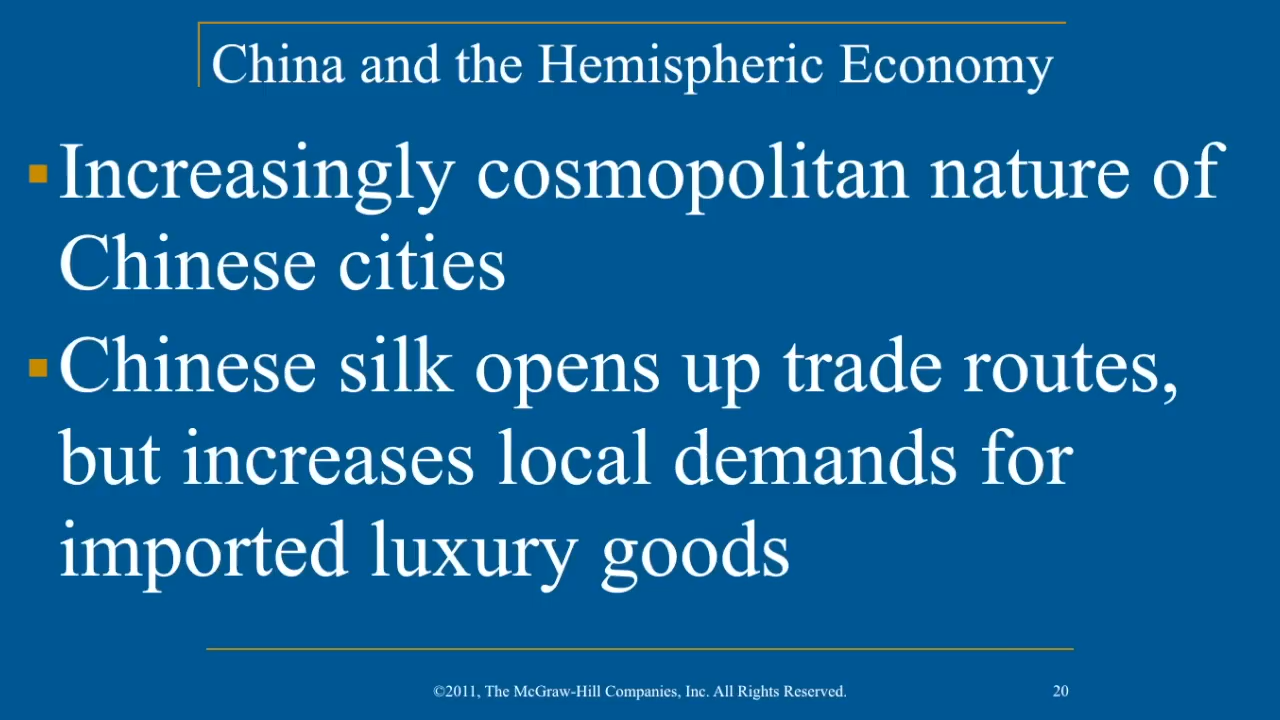 China and the Hemispheric Economy
▪Increasingly cosmopolitan nature of
Chinese cities
▪Chinese silk opens up trade routes,
but increases local demands for
imported luxury goods
©2011, The McGraw-Hill Companies, Inc. All Rights Reserved.
20